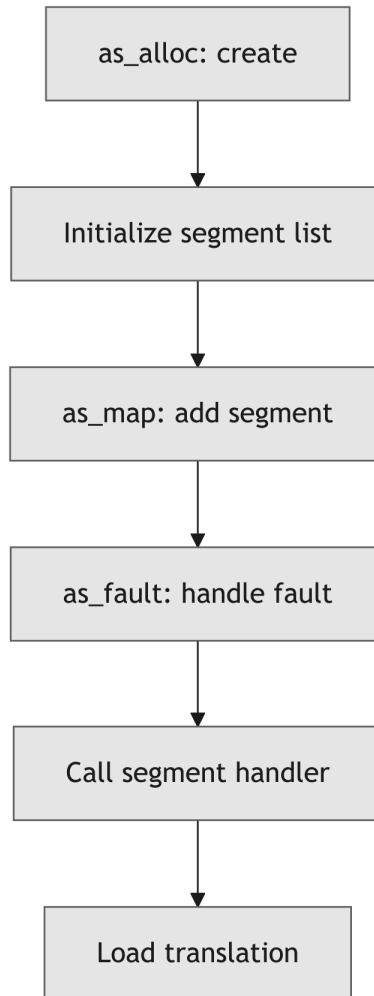 as_alloc: create
Initialize segment list
as_map: add segment
as_fault: handle fault
Call segment handler
Load translation